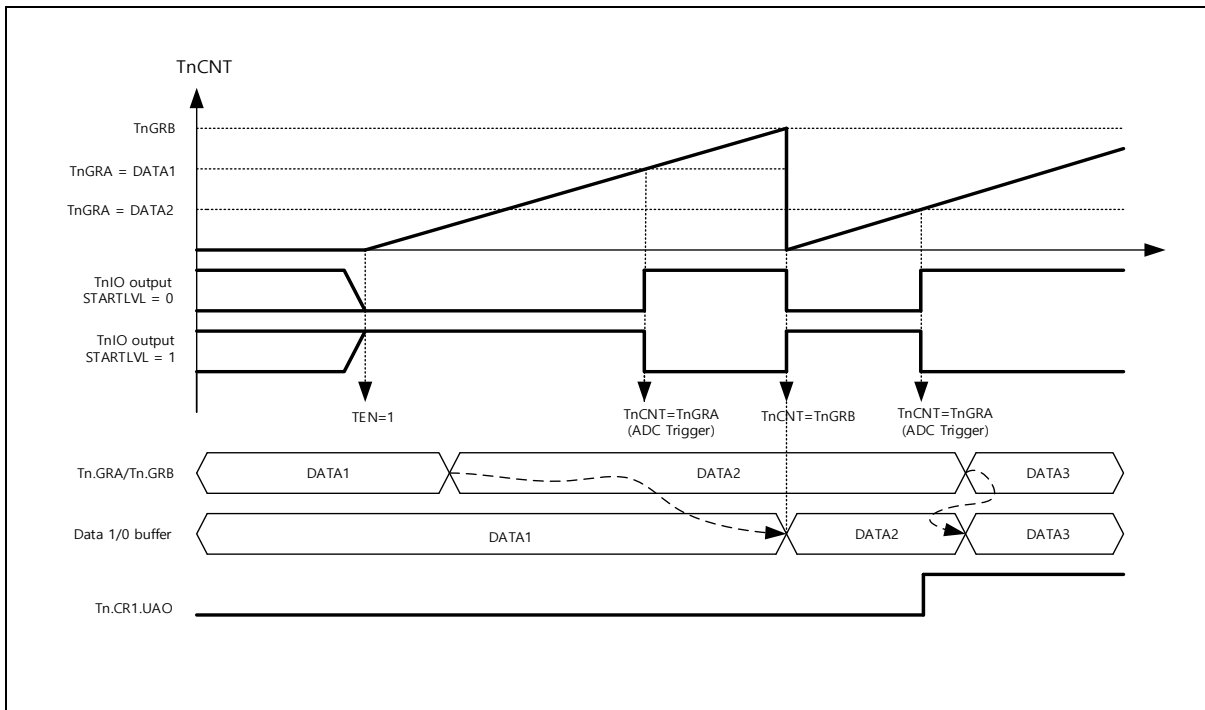 TnCNT
TnGRB
TnGRA = DATA1
TnGRA = DATA2
TnIO output
STARTLVL = 0
TnIO output
STARTLVL = 1
TEN=1
TnCNT=TnGRA
(ADC Trigger)
TnCNT=TnGRB
TnCNT=TnGRA
(ADC Trigger)
Tn.GRA/Tn.GRB
DATA1
DATA2
DATA3
Data 1/0 buffer
DATA1
DATA2
DATA3
Tn.CR1.UAO